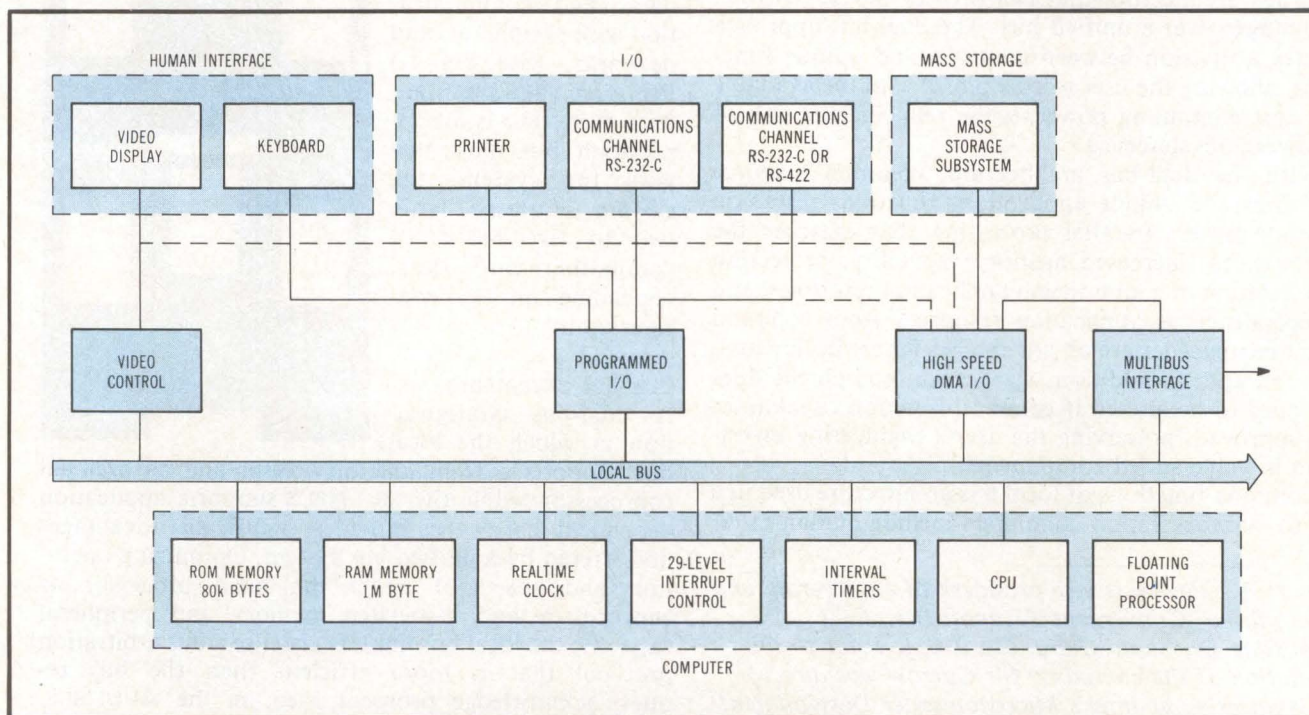 HUMAN INTERFACE
I/O
MASS STORAGE
VIDEO
DISPLAY
KEYBOARD
PRINTER
COMMUNICATIONS
CHANNEL
RS-232-C
COMMUNICATIONS
CHANNEL
RS-232-C OR
RS-422
MASS
STORAGE
SUBSYSTEM
VIDEO
CONTROL
PROGRAMMED
I/O
HIGH SPEED
DMA I/O
MULTIBUS
INTERFACE
LOCAL BUS
ROM MEMORY
80k BYTES
RAM MEMORY
1M BYTE
REALTIME
CLOCK
29-LEVEL
INTERRUPT
CONTROL
INTERVAL
TIMERS
CPU
FLOATING
POINT
PROCESSOR
COMPUTER